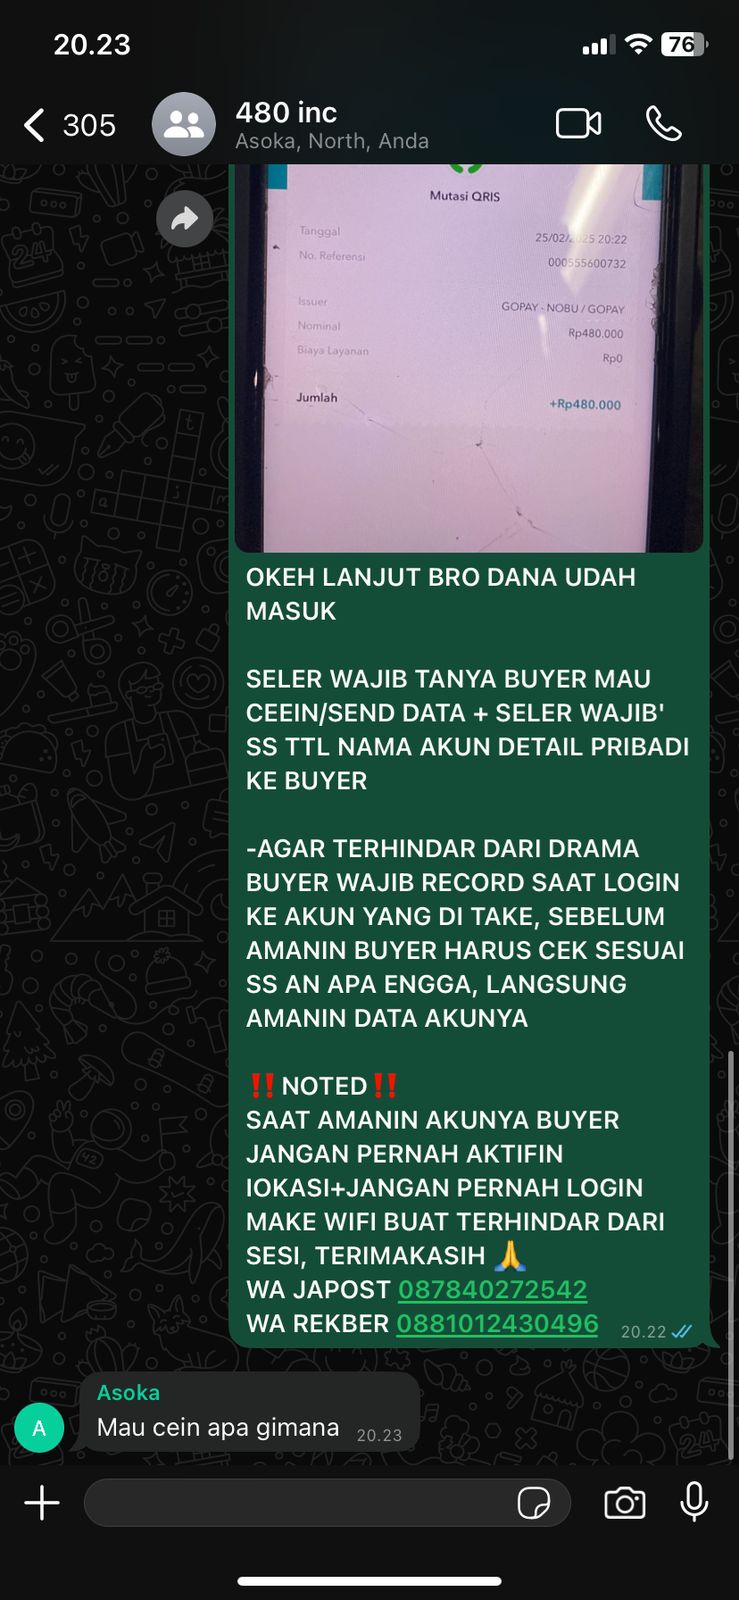 20.23
76
305
480 inc
Asoka, North, Anda
Mutasi QRIS
Tanggal
25/02/2025 20:22
No. Referensi
000555600732
Issuer
GOPAY - NOBU / GOPAY
Nominal
Rp480.000
Biaya Layanan
Rp0
Jumlah
+Rp480.000
OKEH LANJUT BRO DANA UDAH
MASUK
SELER WAJIB TANYA BUYER MAU
CEEIN/SEND DATA + SELER WAJIB'
SS TTL NAMA AKUN DETAIL PRIBADI
KE BUYER
-AGAR TERHINDAR DARI DRAMA
BUYER WAJIB RECORD SAAT LOGIN
KE AKUN YANG DI TAKE, SEBELUM
AMANIN BUYER HARUS CEK SESUAI
SS AN APA ENGGA, LANGSUNG
AMANIN DATA AKUNYA
‼️NOTED‼️
SAAT AMANIN AKUNYA BUYER
JANGAN PERNAH AKTIFIN
lOKASI+JANGAN PERNAH LOGIN
MAKE WIFI BUAT TERHINDAR DARI
SESI, TERIMAKASIH 🙏
WA JAPOST 087840272542
WA REKBER 0881012430496
20.22
Asoka
A
Mau cein apa gimana
20.23